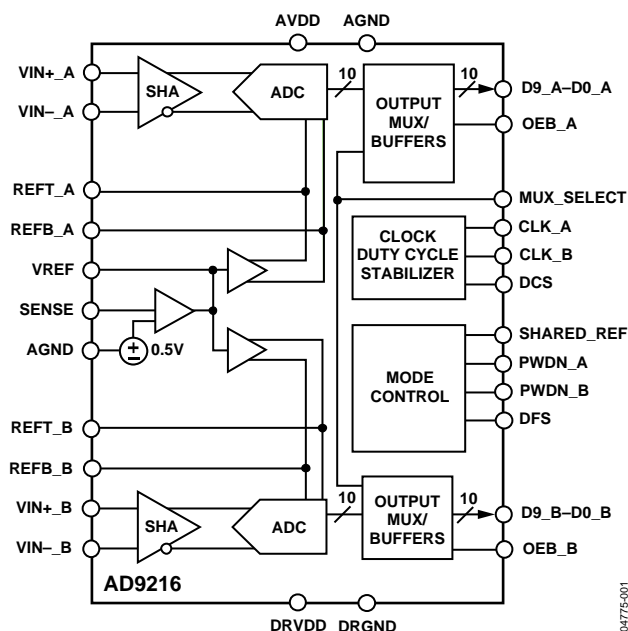 AVDD
AGND
VIN+_A
VIN–_A
SHA
ADC
10
OUTPUT
MUX/
BUFFERS
10
D9_A–D0_A
OEB_A
REFT_A
REFB_A
VREF
SENSE
AGND
0.5V
MUX_SELECT
CLOCK
DUTY CYCLE
STABILIZER
CLK_A
CLK_B
DCS
MODE
CONTROL
SHARED_REF
PWDN_A
PWDN_B
DFS
REFT_B
REFB_B
VIN+_B
VIN–_B
SHA
ADC
10
OUTPUT
MUX/
BUFFERS
10
D9_B–D0_B
OEB_B
AD9216
DRVDD
DRGND
04775-001